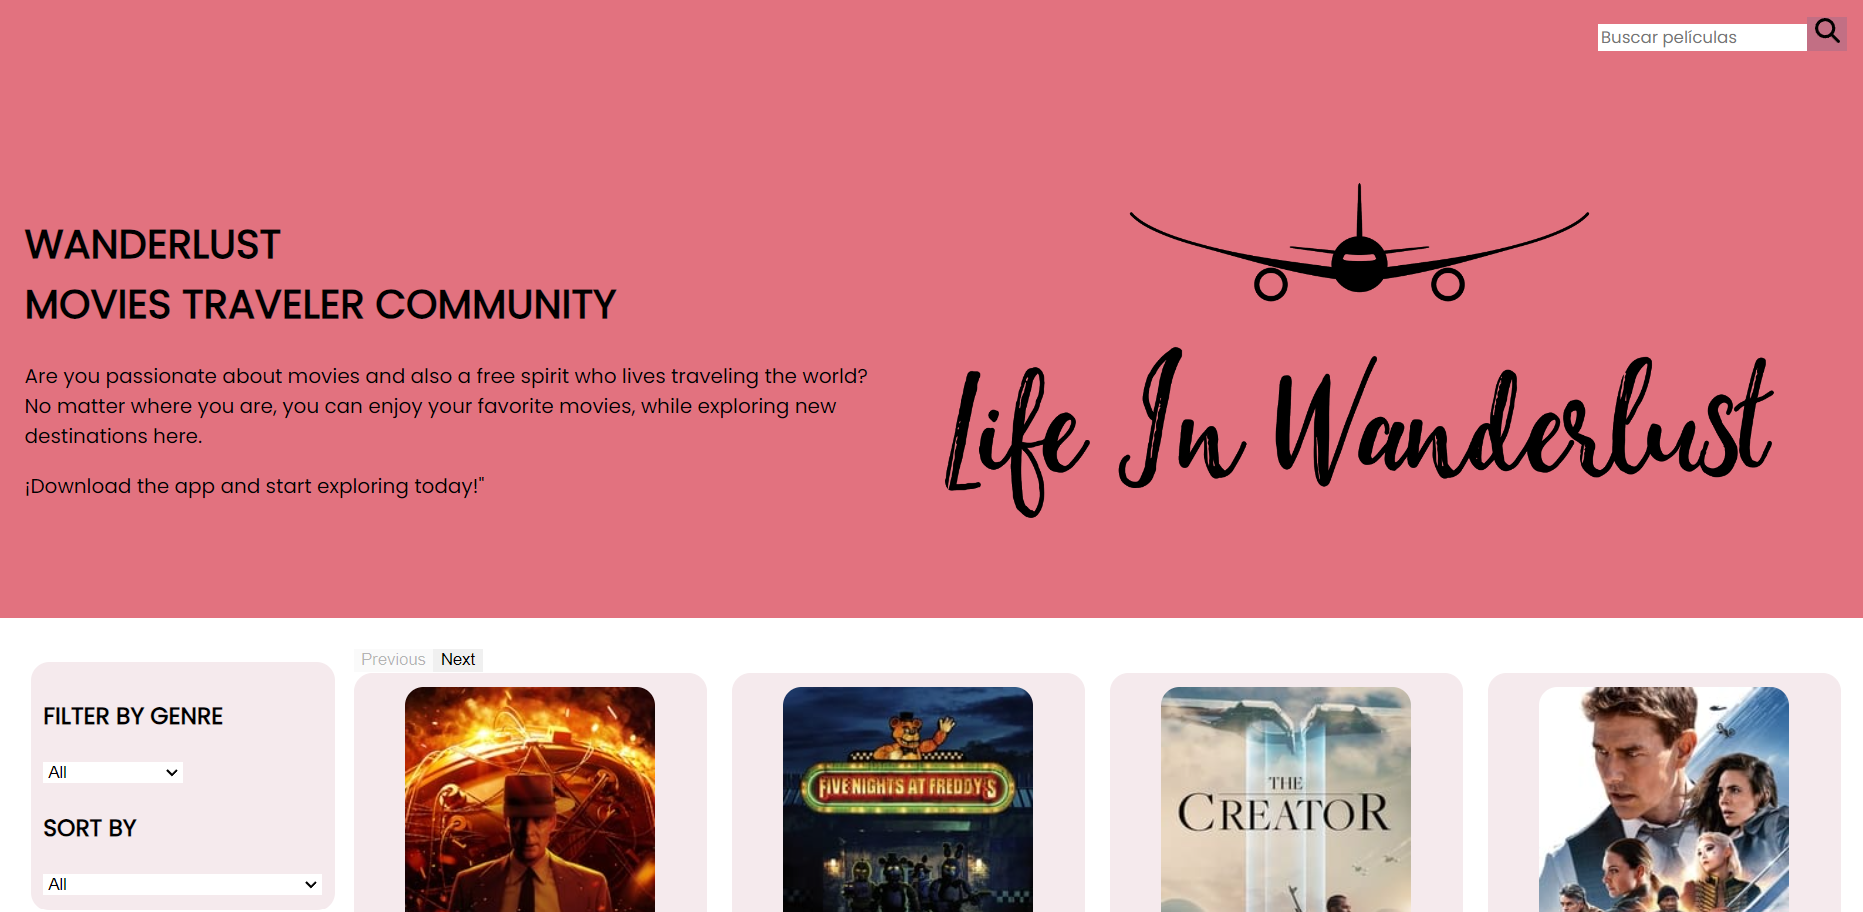 Buscar películas
WANDERLUST
MOVIES TRAVELER COMMUNITY
Are you passionate about movies and also a free spirit who lives traveling the world?
No matter where you are, you can enjoy your favorite movies, while exploring new
destinations here.
¡Download the app and start exploring today!"
Life In Wanderlust
Previous Next
FILTER BY GENRE
All
SORT BY
All
FIVE NIGHTS AT FREDDY'S
THE
CREATOR